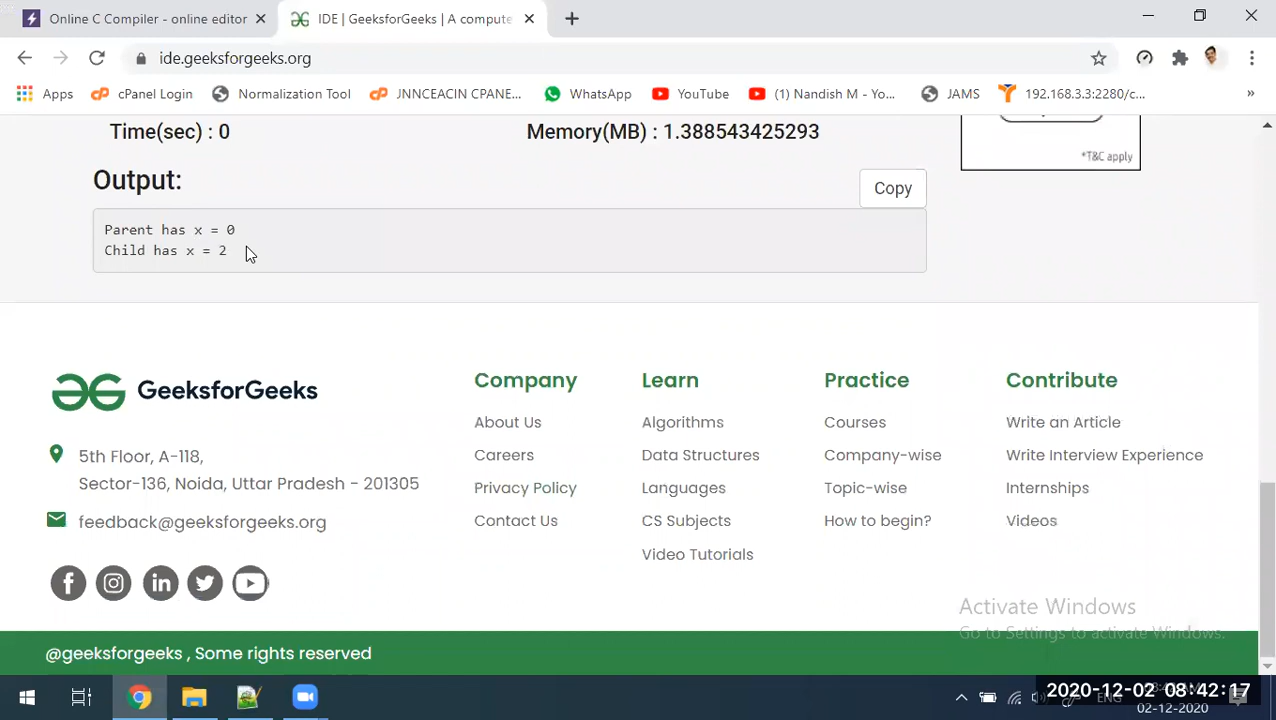 Online C Compiler - online editor
IDE | GeeksforGeeks | A compute
ide.geeksforgeeks.org
Apps
cPanel Login
Normalization Tool
JNNCEACIN CPANE...
WhatsApp
YouTube
(1) Nandish M - Yo...
JAMS
192.168.3.3:2280/c...
»
Time(sec) : 0
Memory(MB) : 1.388543425293
*T&C apply
Output:
Copy
Parent has x = 0
Child has x = 2
GeeksforGeeks
5th Floor, A-118,
Sector-136, Noida, Uttar Pradesh - 201305
feedback@geeksforgeeks.org
Company
About Us
Careers
Privacy Policy
Contact Us
Learn
Algorithms
Data Structures
Languages
CS Subjects
Video Tutorials
Practice
Courses
Company-wise
Topic-wise
How to begin?
Contribute
Write an Article
Write Interview Experience
Internships
Videos
Activate Windows
Go to Settings to activate Windows.
@geeksforgeeks , Some rights reserved
2020-12-02 08:42:17
ENG
02-12-2020